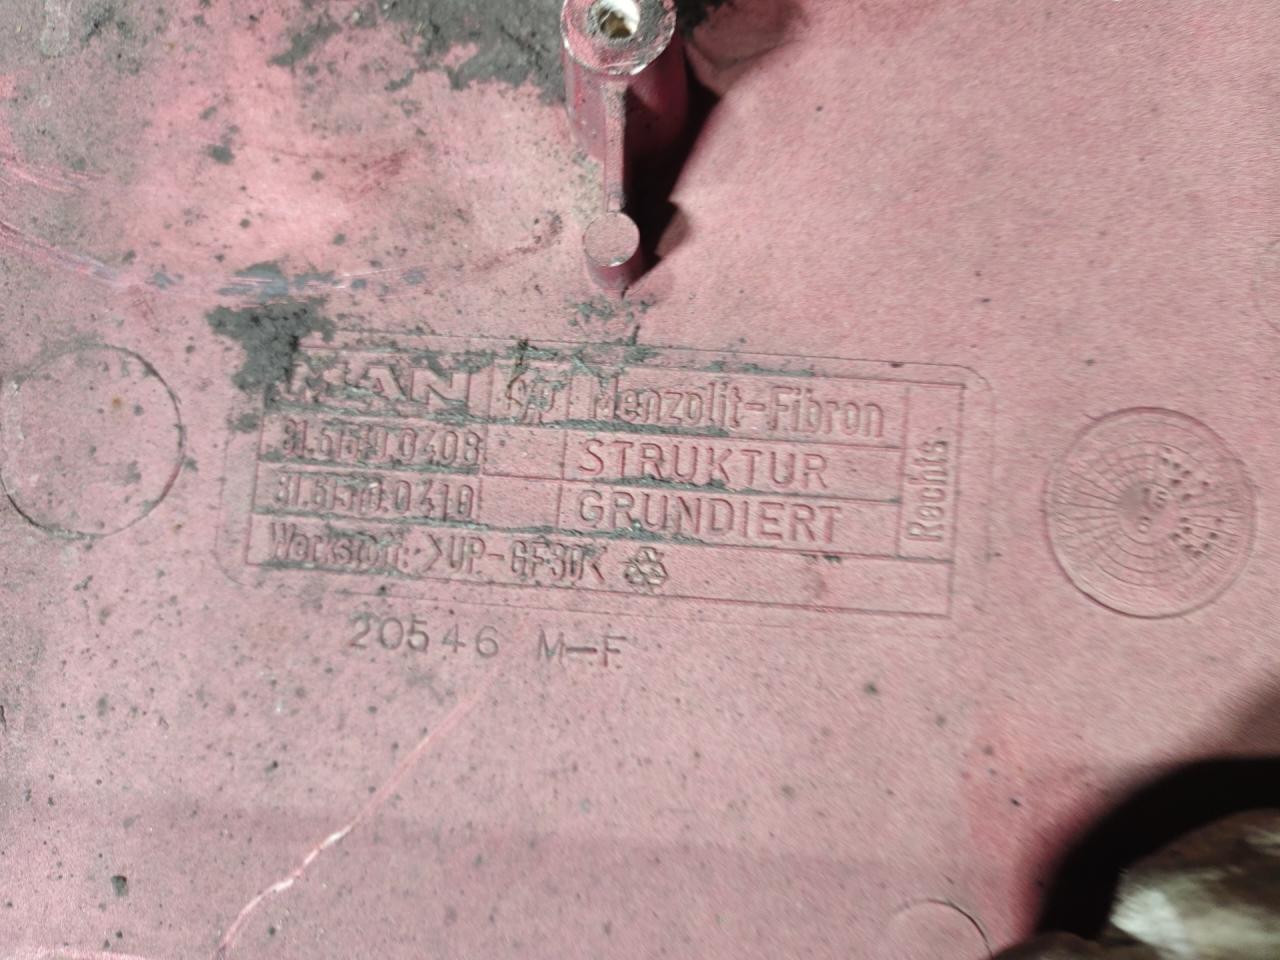 MAN Menzolit-Fibron
81.61510.0408 STRUKTUR
81.61510.0410 GRUNDIERT
Rechts
Werkstoff: >UP-GF30<
20546 M-F